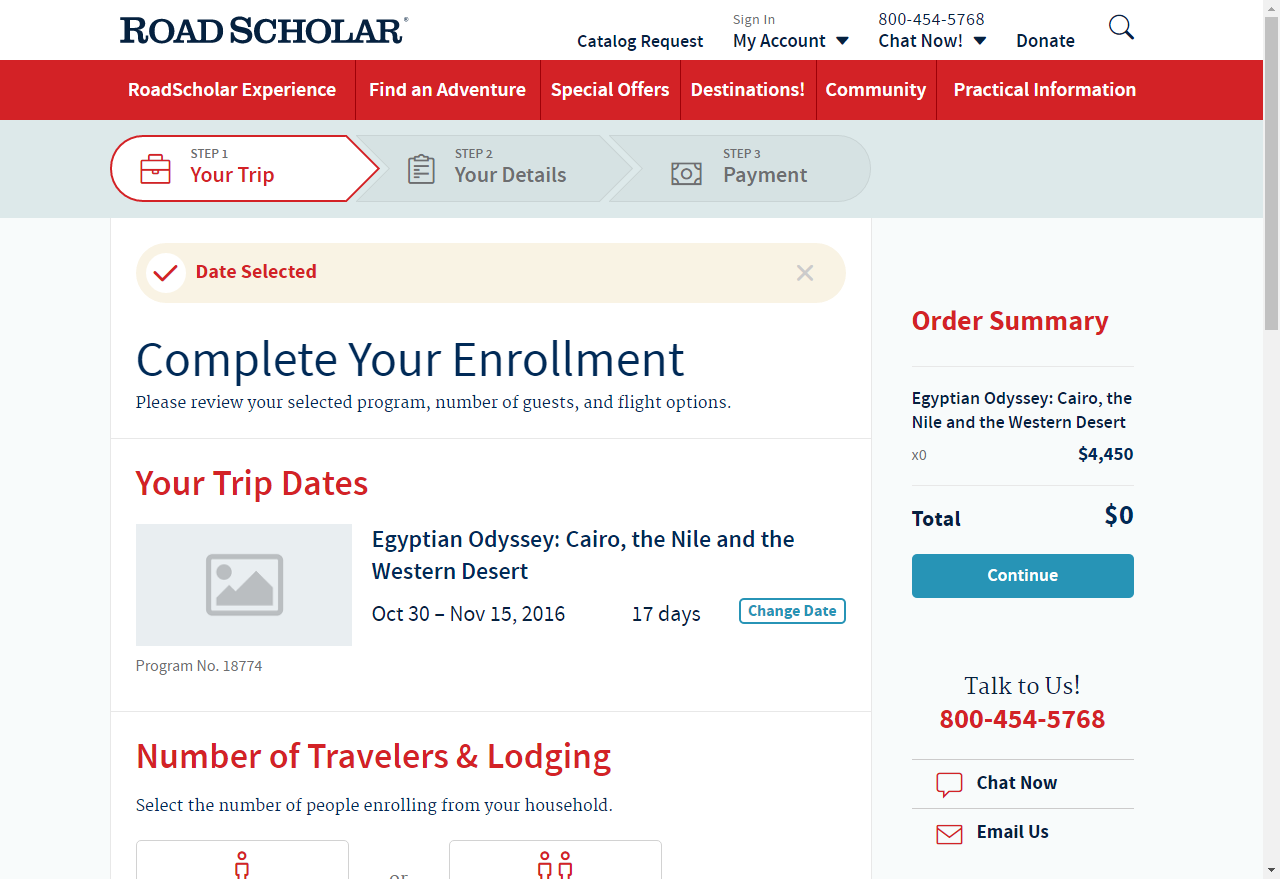 ROAD SCHOLAR®
Sign In
My Account
800-454-5768
Chat Now!
Catalog Request
Donate
RoadScholar Experience
Find an Adventure
Special Offers
Destinations!
Community
Practical Information
STEP 1
Your Trip
STEP 2
Your Details
STEP 3
Payment
Date Selected
Complete Your Enrollment
Please review your selected program, number of guests, and flight options.
Your Trip Dates
Egyptian Odyssey: Cairo, the Nile and the
Western Desert
Oct 30 – Nov 15, 2016
17 days
Change Date
Program No. 18774
Number of Travelers & Lodging
Select the number of people enrolling from your household.
or
Order Summary
Egyptian Odyssey: Cairo, the
Nile and the Western Desert
x0
$4,450
Total
$0
Continue
Talk to Us!
800-454-5768
Chat Now
Email Us